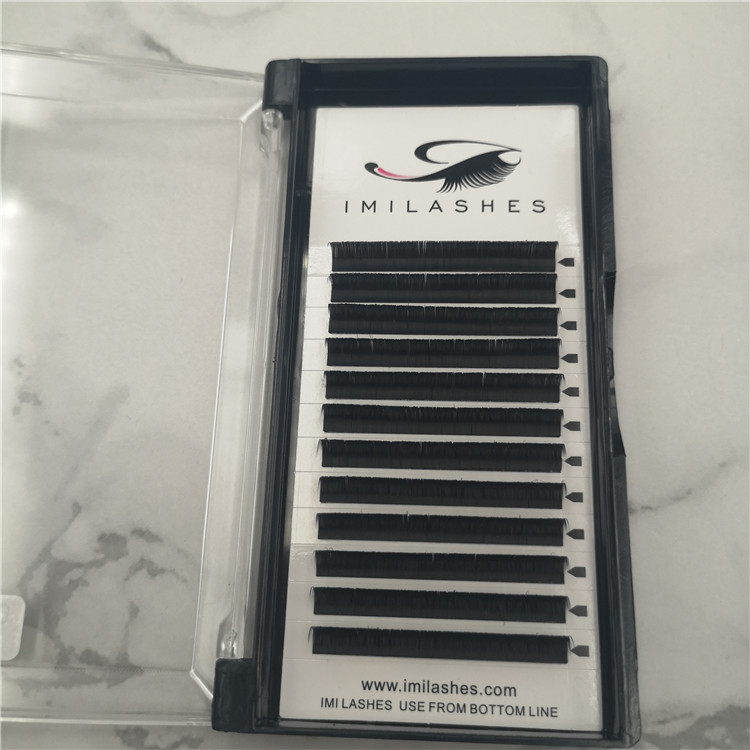 IMILASHES
www.imilashes.com
IMI LASHES USE FROM BOTTOM LINE